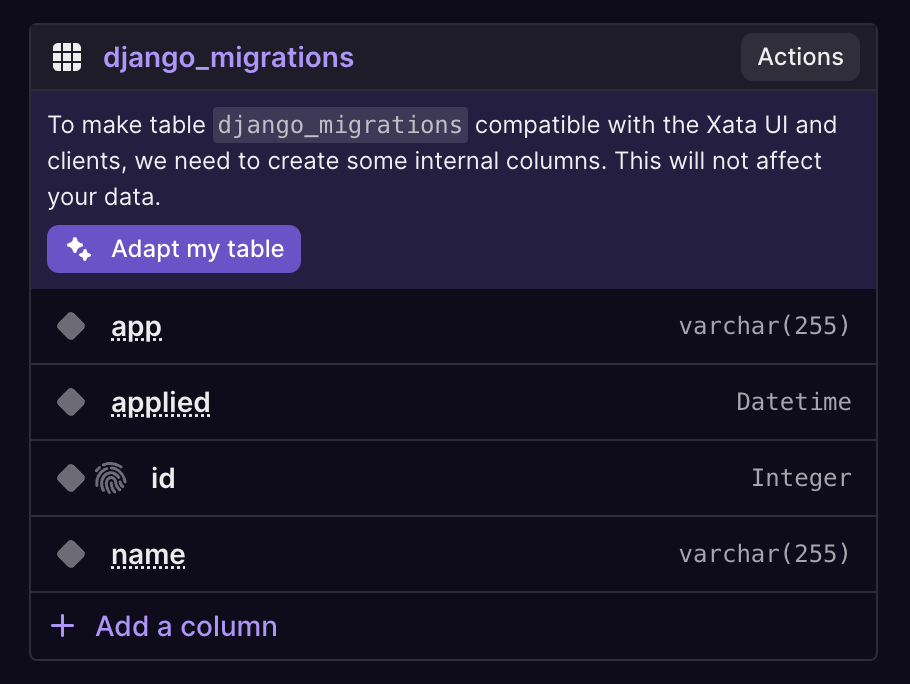 django_migrations
Actions
To make table django_migrations compatible with the Xata UI and
clients, we need to create some internal columns. This will not affect
your data.
Adapt my table
app varchar(255)
applied Datetime
id Integer
name varchar(255)
+ Add a column